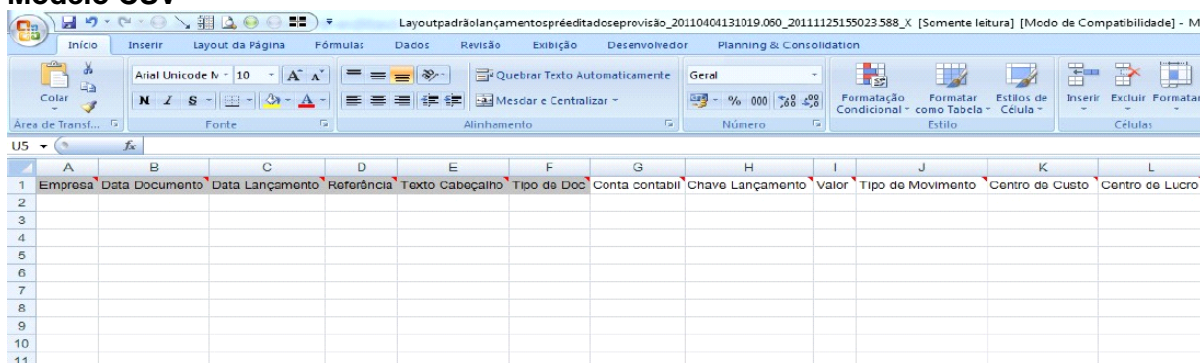 Modelo CSV
Layoutpadrãolançamentospréeditadoseprovisão_20110404131019.050_20111125155023.588_X [Somente leitura] [Modo de Compatibilidade] - M
Início Inserir Layout da Página Fórmulas Dados Revisão Exibição Desenvolvedor Planning & Consolidation
Arial Unicode M 10 A A Quebrar Texto Automaticamente Geral
Colar N I S A Mesclar e Centralizar % 000 Formatação Condicional Formatar como Tabela Estilos de Célula Inserir Excluir Formatar
Área de Transf... Fonte Alinhamento Número Estilo Células
U5 fx
A B C D E F G H I J K L
1 Empresa Data Documento Data Lançamento Referência Texto Cabeçalho Tipo de Doc Conta contabil Chave Lançamento Valor Tipo de Movimento Centro de Custo Centro de Lucro
2
3
4
5
6
7
8
9
10
11